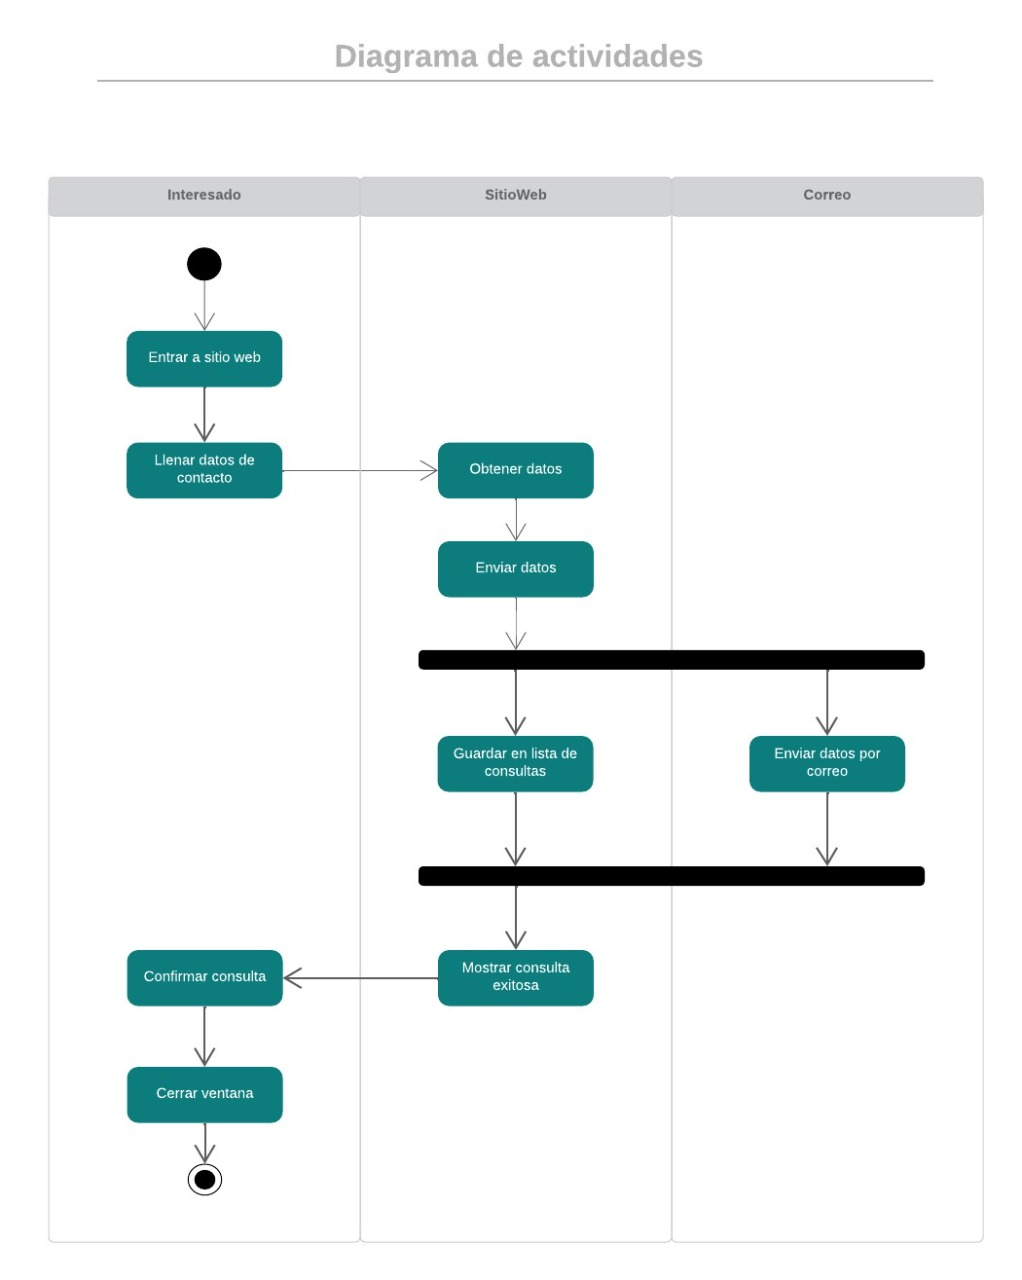 Diagrama de actividades
Interesado
SitioWeb
Correo
Entrar a sitio web
Llenar datos de
contacto
Obtener datos
Enviar datos
Guardar en lista de
consultas
Enviar datos por
correo
Mostrar consulta
exitosa
Confirmar consulta
Cerrar ventana